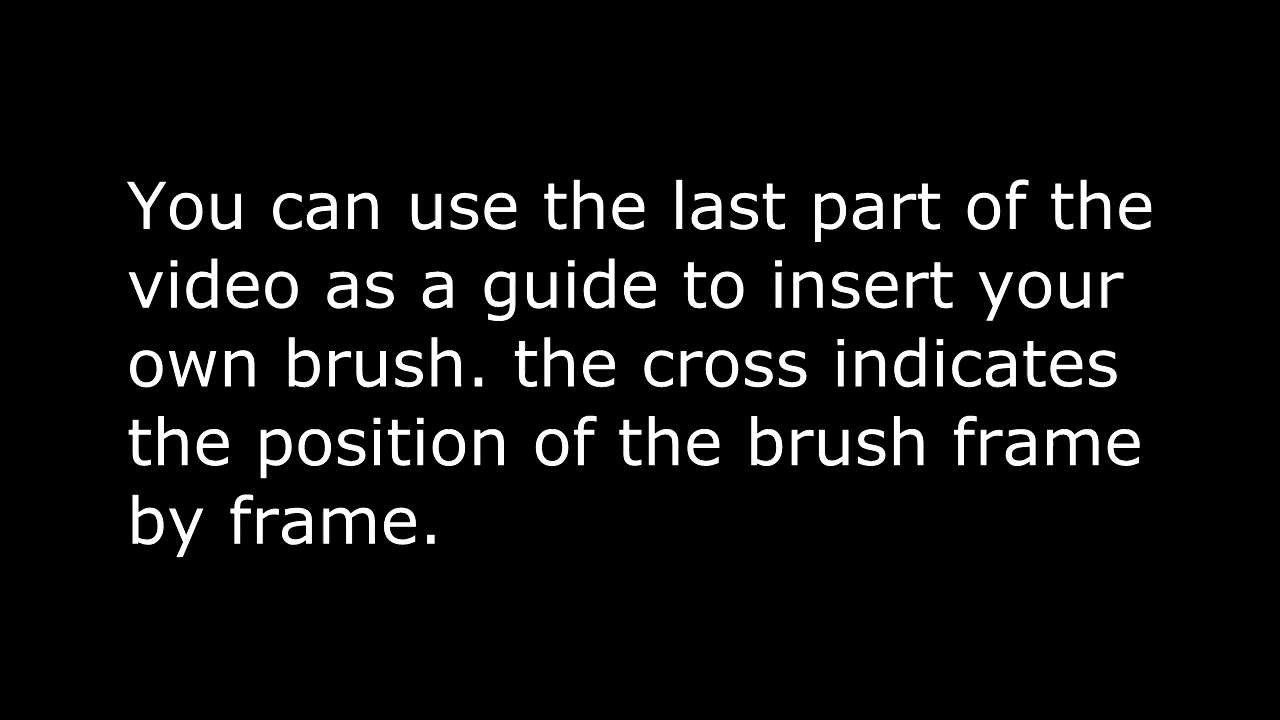 You can use the last part of the
video as a guide to insert your
own brush. the cross indicates
the position of the brush frame
by frame.